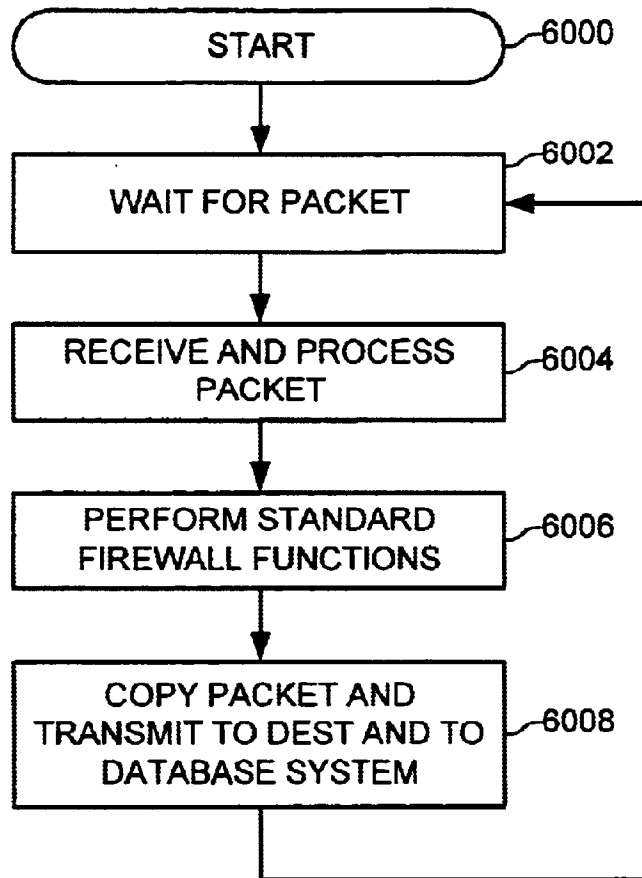 START
6000
6002
WAIT FOR PACKET
RECEIVE AND PROCESS
PACKET
6004
PERFORM STANDARD
FIREWALL FUNCTIONS
6006
COPY PACKET AND
TRANSMIT TO DEST AND TO
DATABASE SYSTEM
6008